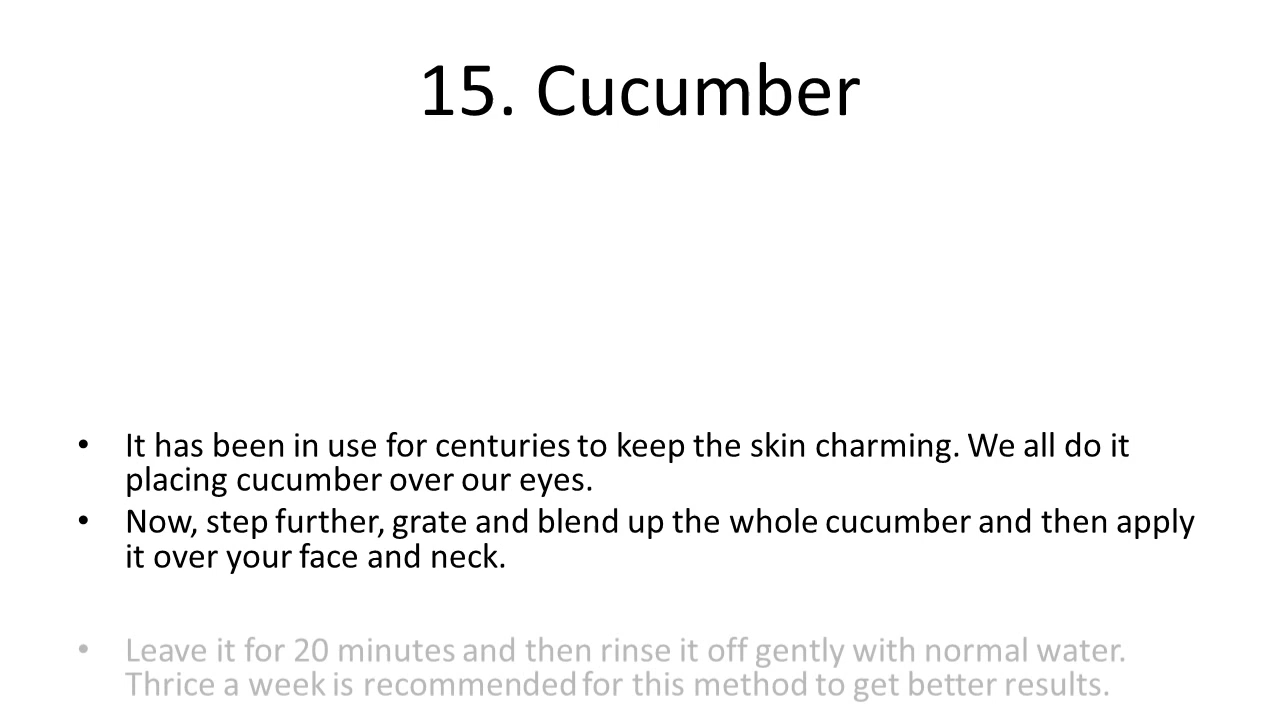 15. Cucumber
• It has been in use for centuries to keep the skin charming. We all do it
placing cucumber over our eyes.
• Now, step further, grate and blend up the whole cucumber and then apply
it over your face and neck.
• Leave it for 20 minutes and then rinse it off gently with normal water.
Thrice a week is recommended for this method to get better results.